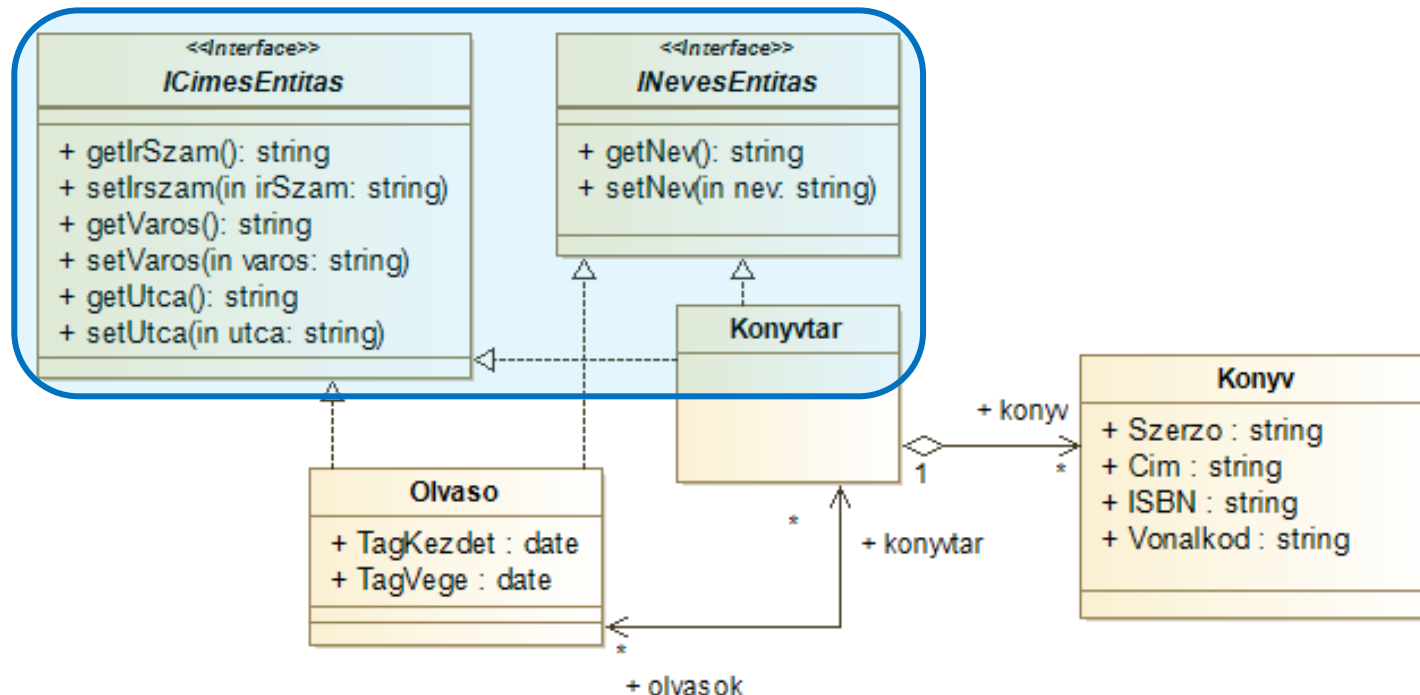 <<Interface>>
ICimesEntitas
+ getIrSzam(): string
+ setIrszam(in irSzam: string)
+ getVaros(): string
+ setVaros(in varos: string)
+ getUtca(): string
+ setUtca(in utca: string)
<<Interface>>
INevesEntitas
+ getNev(): string
+ setNev(in nev: string)
Konyvtar
Konyv
+ Szerzo : string
+ Cim : string
+ ISBN : string
+ Vonalkod : string
+ konyv
1
*
Olvaso
+ TagKezdet : date
+ TagVege : date
*
+ konyvtar
*
+ olvasok